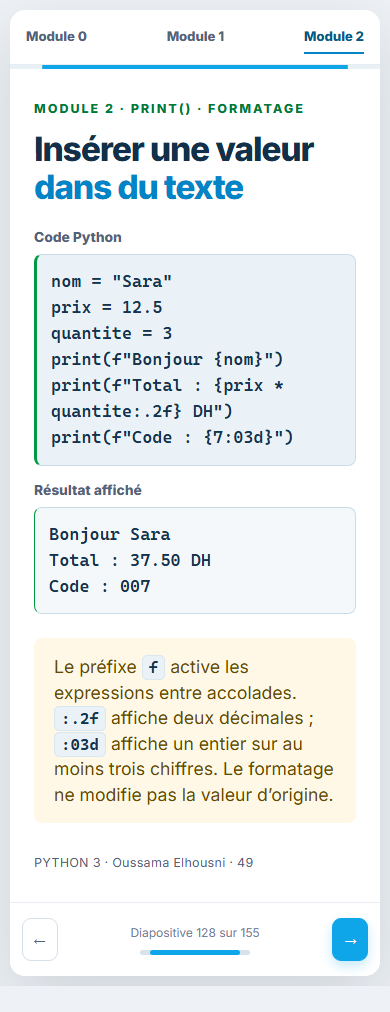 Module 0 Module 1 Module 2
MODULE 2 · PRINT() · FORMATAGE
Insérer une valeur
dans du texte
Code Python
nom = "Sara"
prix = 12.5
quantite = 3
print(f"Bonjour {nom}")
print(f"Total : {prix *
quantite:.2f} DH")
print(f"Code : {7:03d}")
Résultat affiché
Bonjour Sara
Total : 37.50 DH
Code : 007
Le préfixe f active les
expressions entre accolades.
:.2f affiche deux décimales ;
:03d affiche un entier sur au
moins trois chiffres. Le formatage
ne modifie pas la valeur d’origine.
PYTHON 3 · Oussama Elhousni · 49
← Diapositive 128 sur 155 →